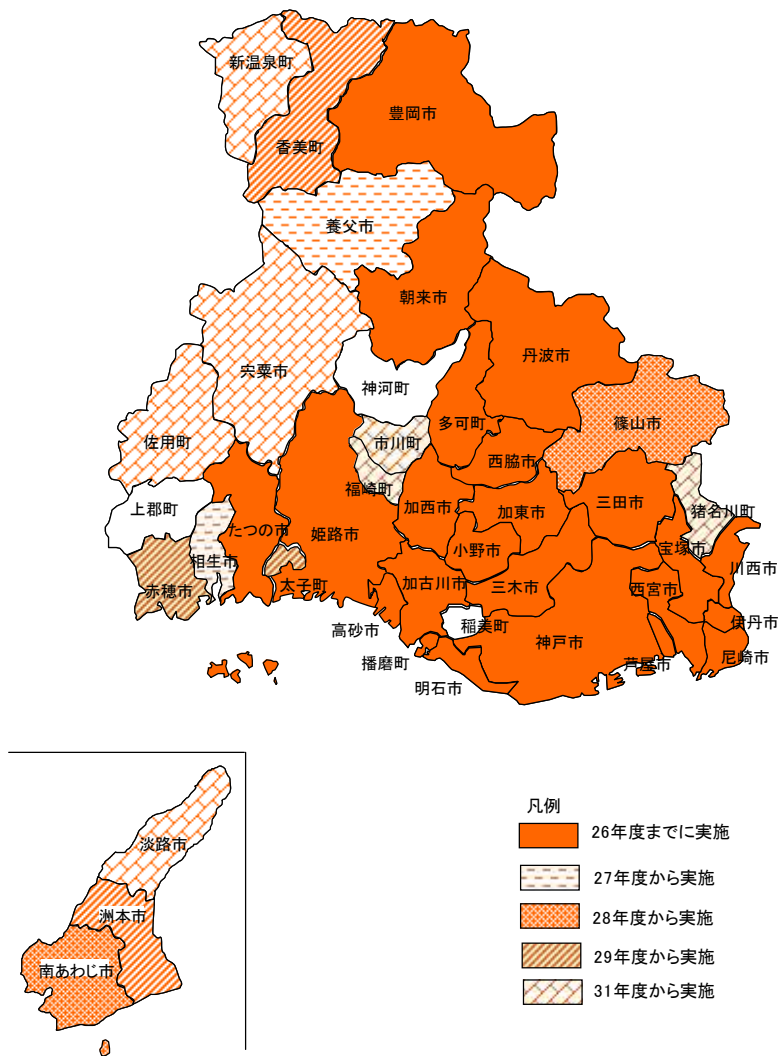 新温泉町
豊岡市
香美町
養父市
朝来市
丹波市
宍粟市
神河町
多可町
篠山市
佐用町
市川町
西脇市
福崎町
上郡町
加西市
加東市
三田市
猪名川町
たつの市
姫路市
小野市
宝塚市
相生市
川西市
赤穂市
太子町
加古川市
三木市
西宮市
高砂市
稲美町
神戸市
伊丹市
播磨町
芦屋市
尼崎市
明石市
淡路市
洲本市
南あわじ市
凡例
26年度までに実施
27年度から実施
28年度から実施
29年度から実施
31年度から実施